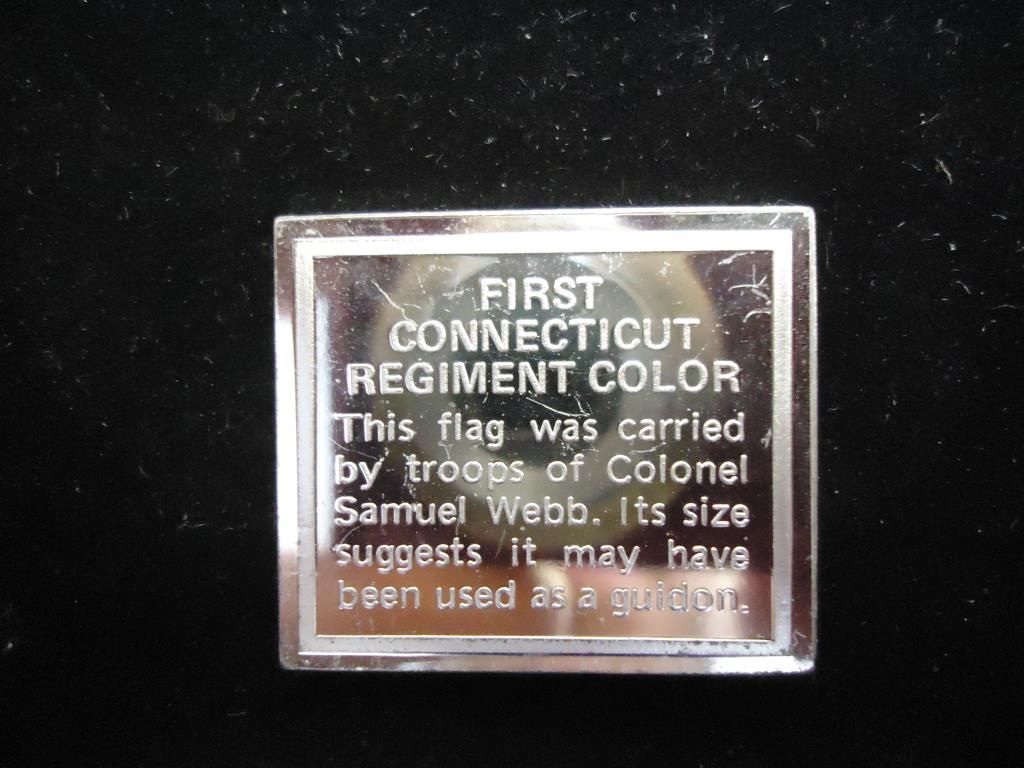 FIRST
CONNECTICUT
REGIMENT COLOR
This flag was carried
by troops of Colonel
Samuel Webb. Its size
suggests it may have
been used as a guidon.